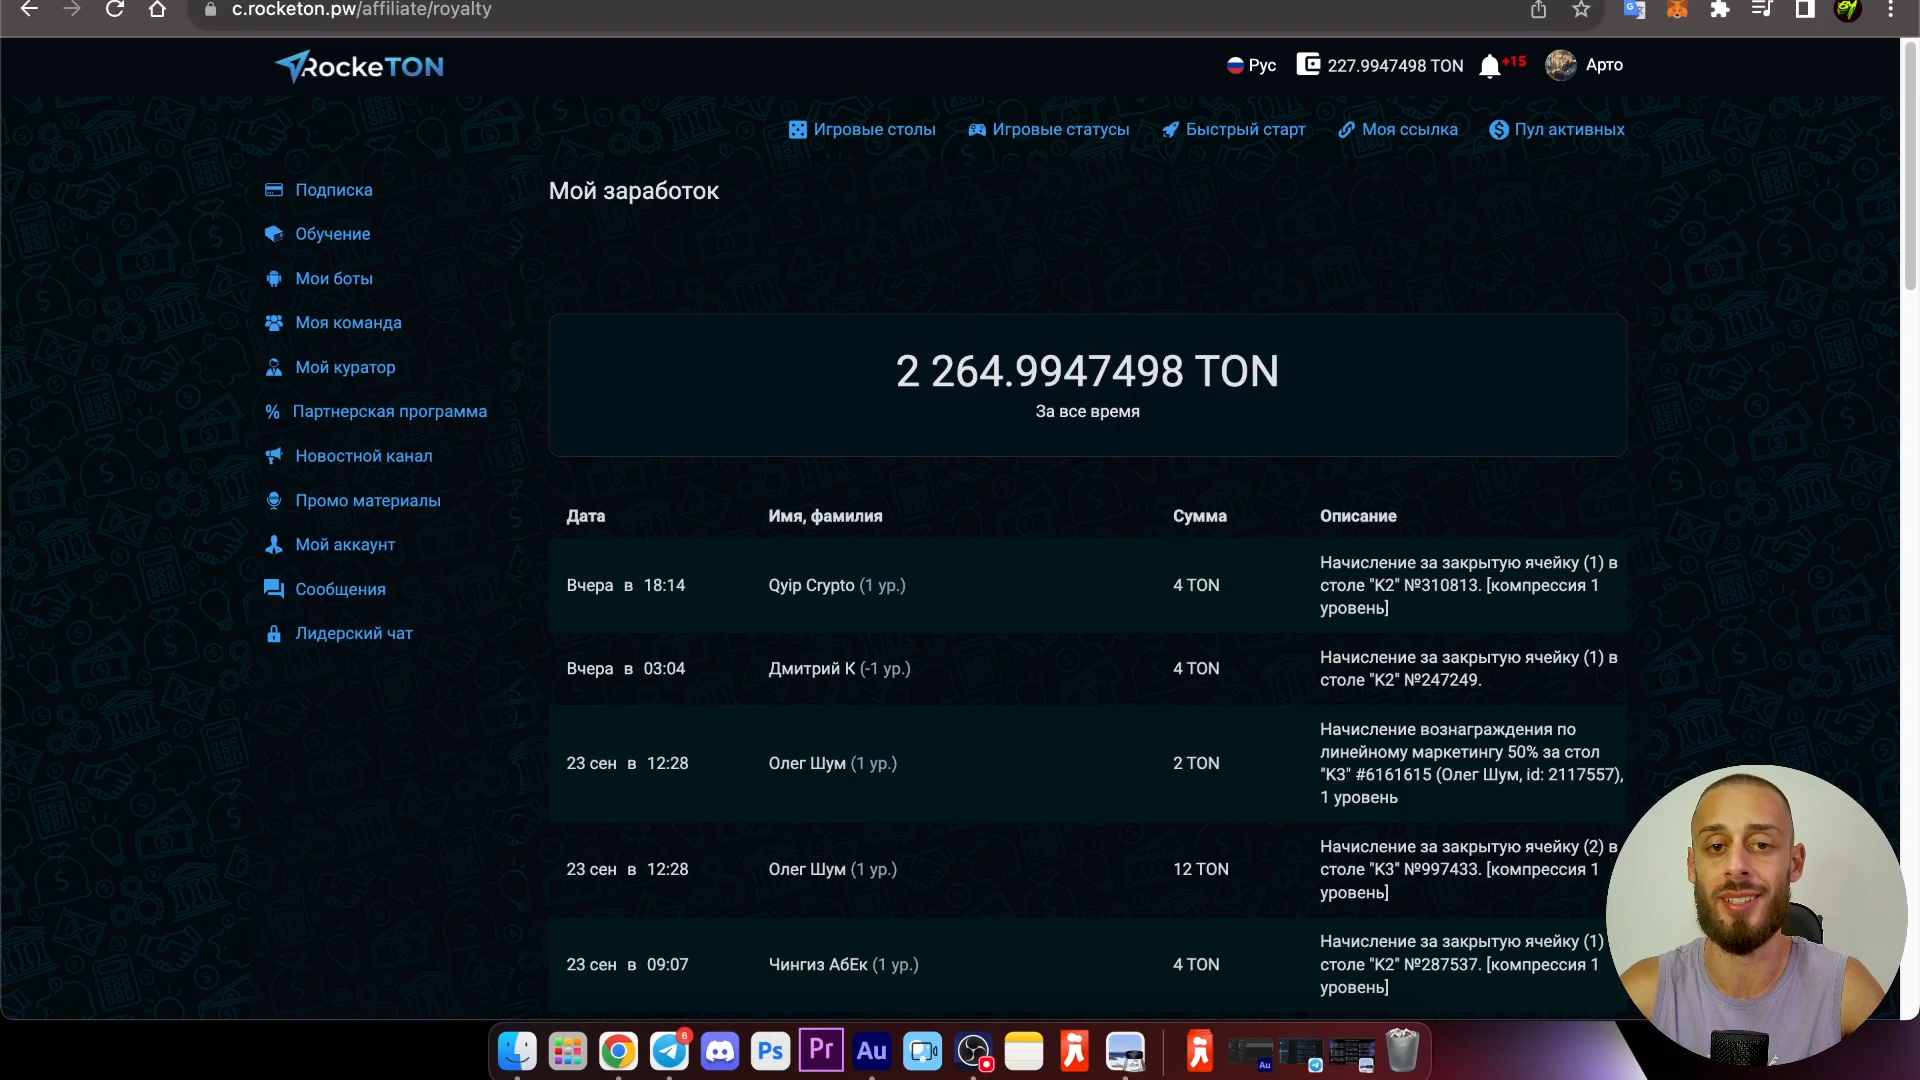 c.rocketon.pw/affiliate/royalty
RockeTON
Рус
227.9947498 TON
+15
Арто
Игровые столы
Игровые статусы
Быстрый старт
Моя ссылка
Пул активных
Подписка
Обучение
Мои боты
Моя команда
Мой куратор
Партнерская программа
Новостной канал
Промо материалы
Мой аккаунт
Сообщения
Лидерский чат
Мой заработок
2 264.9947498 TON
За все время
Дата Имя, фамилия Сумма Описание
Вчера в 18:14 Qyip Crypto (1 ур.) 4 TON
Начисление за закрытую ячейку (1) в
столе "K2" №310813. [компрессия 1
уровень]
Вчера в 03:04 Дмитрий К (-1 ур.) 4 TON
Начисление за закрытую ячейку (1) в
столе "K2" №247249.
23 сен в 12:28 Олег Шум (1 ур.) 2 TON
Начисление вознаграждения по
линейному маркетингу 50% за стол
"K3" #6161615 (Олег Шум, id: 2117557),
1 уровень
23 сен в 12:28 Олег Шум (1 ур.) 12 TON
Начисление за закрытую ячейку (2) в
столе "K3" №997433. [компрессия 1
уровень]
23 сен в 09:07 Чингиз АбЕк (1 ур.) 4 TON
Начисление за закрытую ячейку (1)
столе "K2" №287537. [компрессия 1
уровень]
6
Ps
Pr
Au
Au